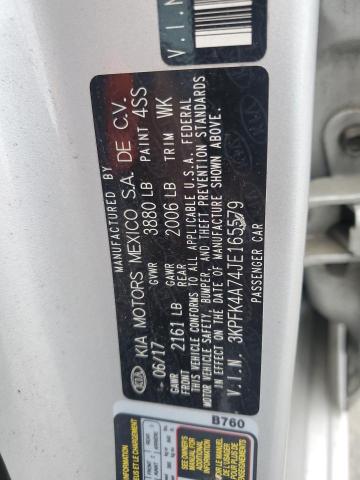 MANUFACTURED BY
KIA KIA MOTORS MEXICO S.A. DE C.V.
06/17 GVWR 3880 LB PAINT 4SS
GAWR FRONT 2161 LB GAWR REAR 2006 LB TRIM WK
THIS VEHICLE CONFORMS TO ALL APPLICABLE U.S.A. FEDERAL
MOTOR VEHICLE SAFETY, BUMPER, AND THEFT PREVENTION STANDARDS
IN EFFECT ON THE DATE OF MANUFACTURE SHOWN ABOVE.
V.I.N. 3KPFK4A74JE165579
PASSENGER CAR
V.I.N
B760